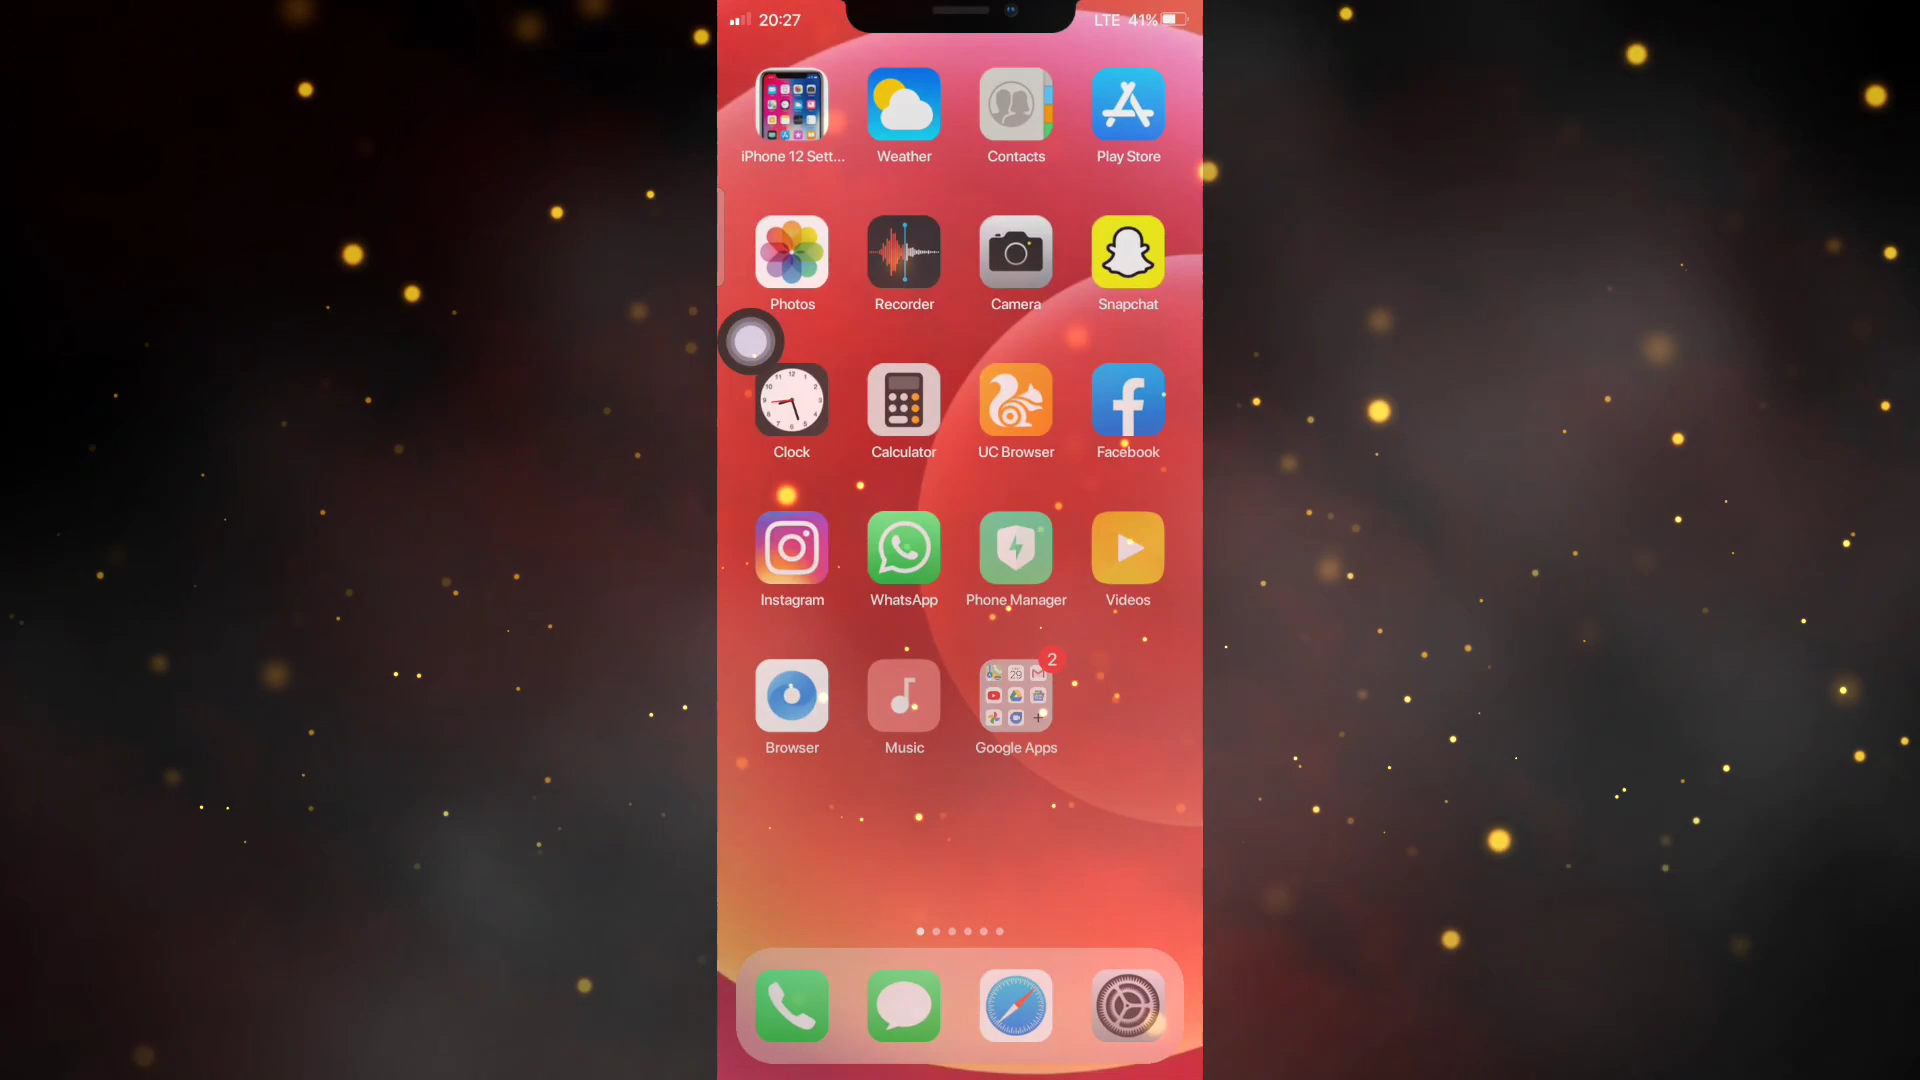 20:27
LTE 41%
iPhone 12 Sett...
Weather
Contacts
Play Store
Photos
Recorder
Camera
Snapchat
Clock
Calculator
UC Browser
Facebook
Instagram
WhatsApp
Phone Manager
Videos
2
29
Browser
Music
Google Apps